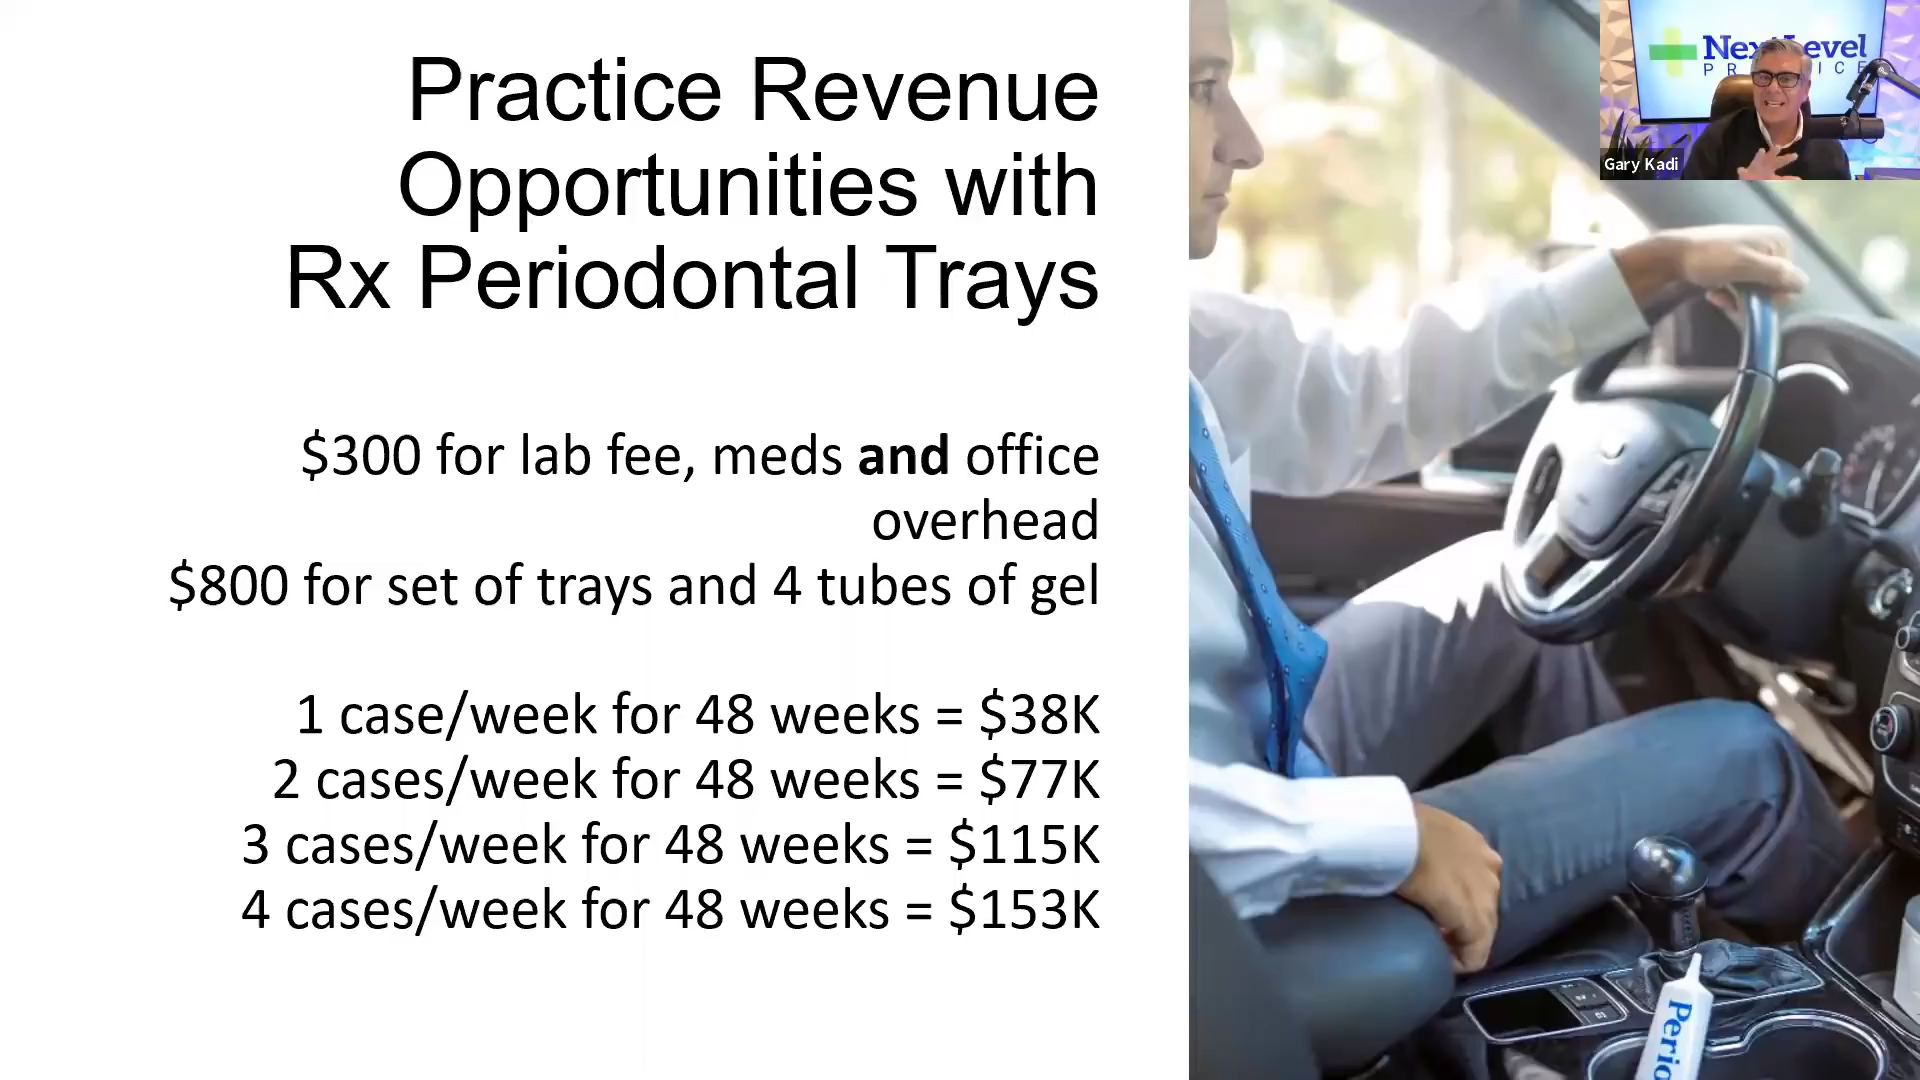 Practice Revenue
Opportunities with
Rx Periodontal Trays
$300 for lab fee, meds and office
overhead
$800 for set of trays and 4 tubes of gel
1 case/week for 48 weeks = $38K
2 cases/week for 48 weeks = $77K
3 cases/week for 48 weeks = $115K
4 cases/week for 48 weeks = $153K
Gary Kadi
Perio